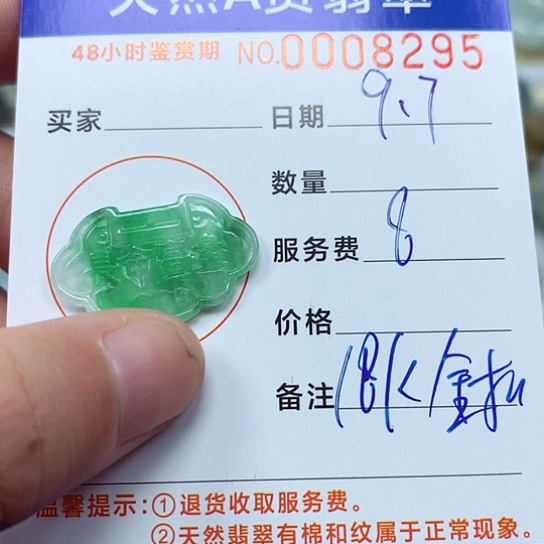 天然A货翡翠
48小时鉴赏期 NO.0008295
买家 日期 9.7
数量
服务费 8
价格
备注 18K金扣
温馨提示:①退货收取服务费。
②天然翡翠有棉和纹属于正常现象。